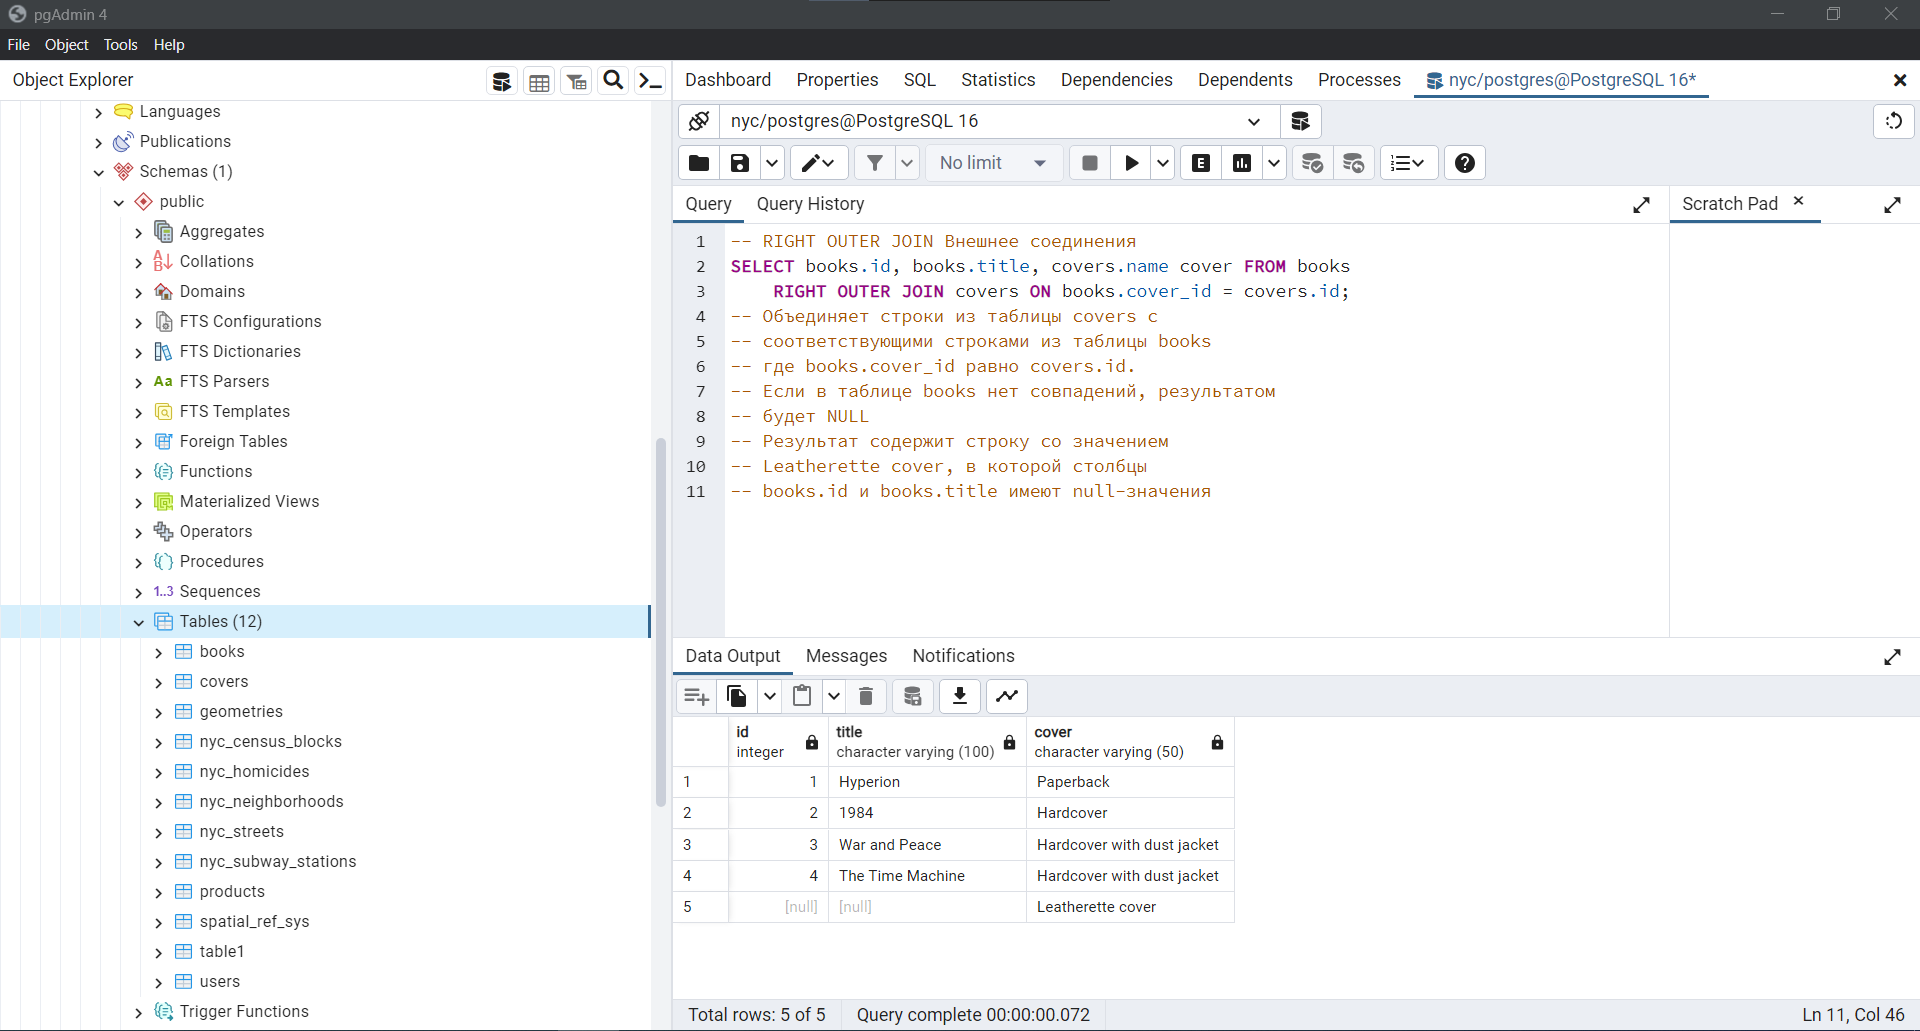 pgAdmin 4
File Object Tools Help
Object Explorer
Languages
Publications
Schemas (1)
public
Aggregates
Collations
Domains
FTS Configurations
FTS Dictionaries
Aa FTS Parsers
FTS Templates
Foreign Tables
Functions
Materialized Views
Operators
Procedures
1..3 Sequences
Tables (12)
books
covers
geometries
nyc_census_blocks
nyc_homicides
nyc_neighborhoods
nyc_streets
nyc_subway_stations
products
spatial_ref_sys
table1
users
Trigger Functions
Dashboard Properties SQL Statistics Dependencies Dependents Processes nyc/postgres@PostgreSQL 16*
nyc/postgres@PostgreSQL 16
No limit
E
Query Query History
Scratch Pad
1 -- RIGHT OUTER JOIN Внешнее соединения
2 SELECT books.id, books.title, covers.name cover FROM books
3 RIGHT OUTER JOIN covers ON books.cover_id = covers.id;
4 -- Объединяет строки из таблицы covers с
5 -- соответствующими строками из таблицы books
6 -- где books.cover_id равно covers.id.
7 -- Если в таблице books нет совпадений, результатом
8 -- будет NULL
9 -- Результат содержит строку со значением
10 -- Leatherette cover, в которой столбцы
11 -- books.id и books.title имеют null-значения
Data Output Messages Notifications
id title cover
integer character varying (100) character varying (50)
1 1 Hyperion Paperback
2 2 1984 Hardcover
3 3 War and Peace Hardcover with dust jacket
4 4 The Time Machine Hardcover with dust jacket
5 [null] [null] Leatherette cover
Total rows: 5 of 5 Query complete 00:00:00.072 Ln 11, Col 46